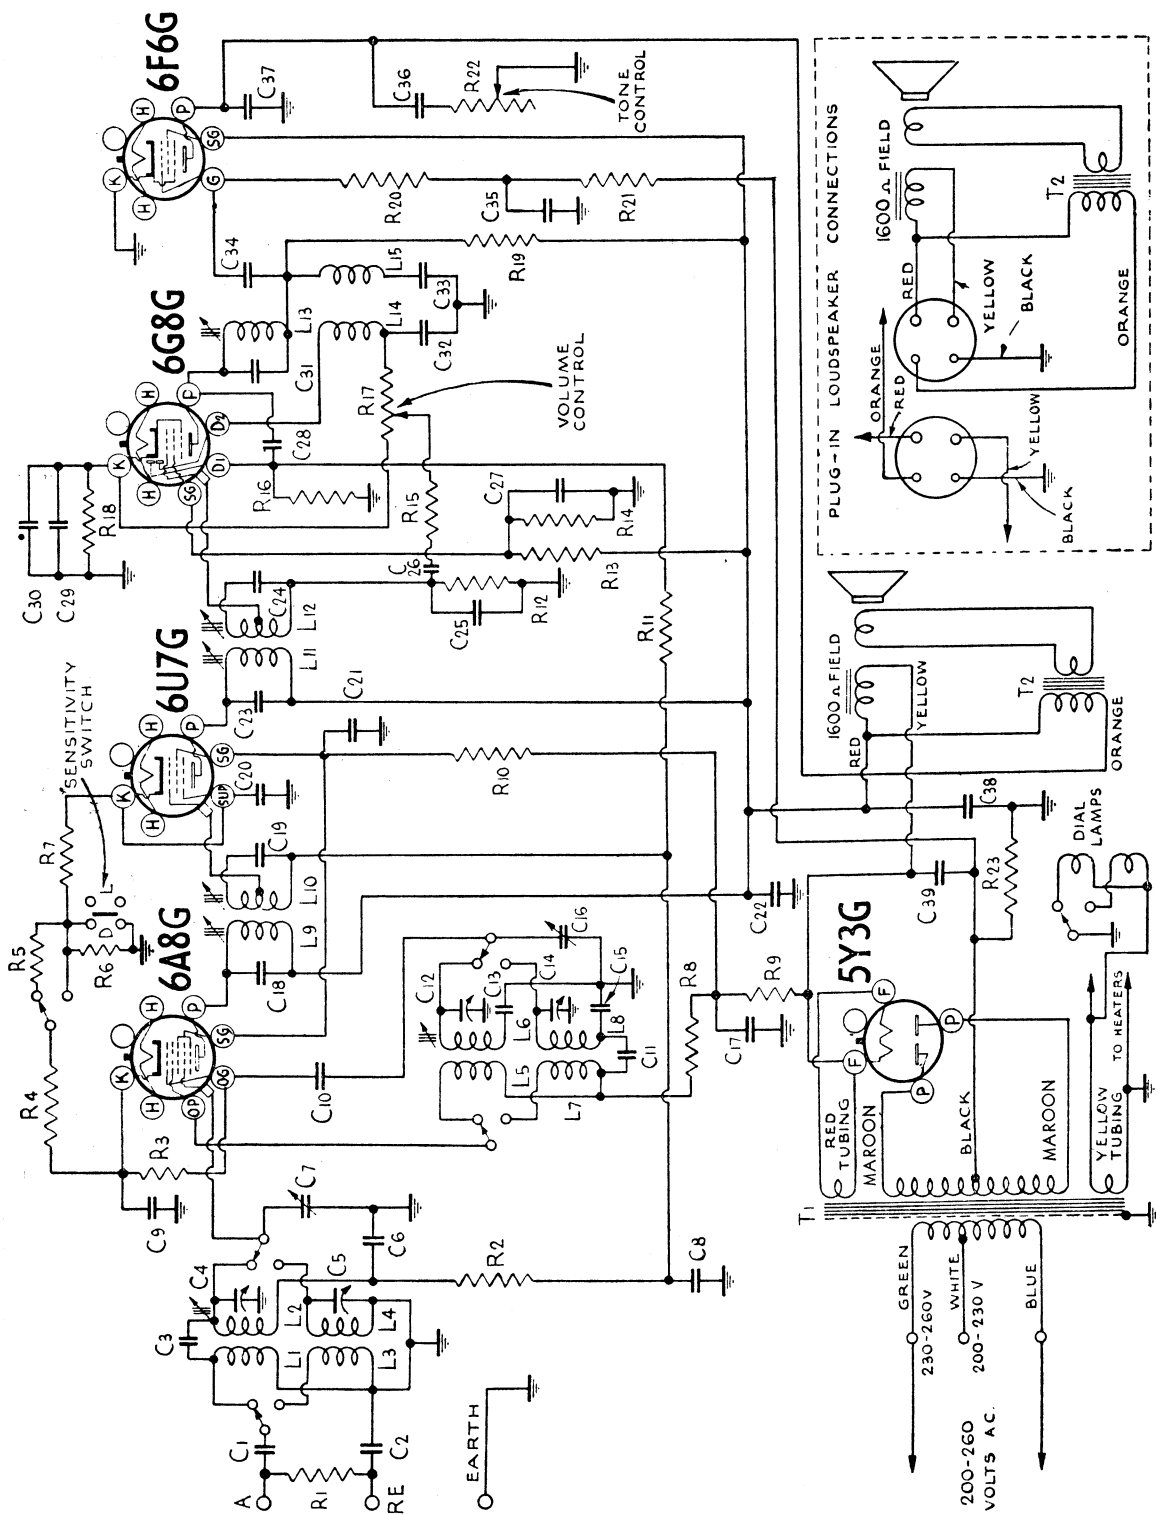 6A8G
6U7G
6G8G
6F6G
5Y3G
SENSITIVITY
SWITCH
VOLUME
CONTROL
TONE
CONTROL
A
RE
EARTH
C1
R1
C2
L1
L3
C3
L2
L4
C4
C5
C6
C7
R2
C8
C9
R3
R4
R5
R6
D
L
R7
K
H
H
P
SG
OG
OP
C10
C18
L9
L10
C19
C12
C13
C14
C15
C16
L5
L6
L7
L8
C11
R8
C17
R9
K
H
H
P
SG
SUP
C20
C21
R10
C23
L11
L12
C24
C22
R11
C25
R12
C26
R13
R14
C27
R15
R16
R17
C30
C29
R18
K
H
H
P
D2
D1
SG
C28
C31
L13
L14
L15
C32
C33
C34
R19
K
H
H
P
SG
G
C37
R20
C35
R21
C36
R22
T1
GREEN
230-260V
WHITE
200-230V
BLUE
200-260
VOLTS A.C.
RED
TUBING
MAROON
BLACK
MAROON
YELLOW
TUBING
TO HEATERS
F
F
P
P
C39
R23
C38
DIAL
LAMPS
RED
1600Ω FIELD
YELLOW
T2
ORANGE
PLUG-IN LOUDSPEAKER CONNECTIONS
ORANGE
RED
YELLOW
BLACK
RED
1600Ω FIELD
YELLOW
BLACK
T2
ORANGE